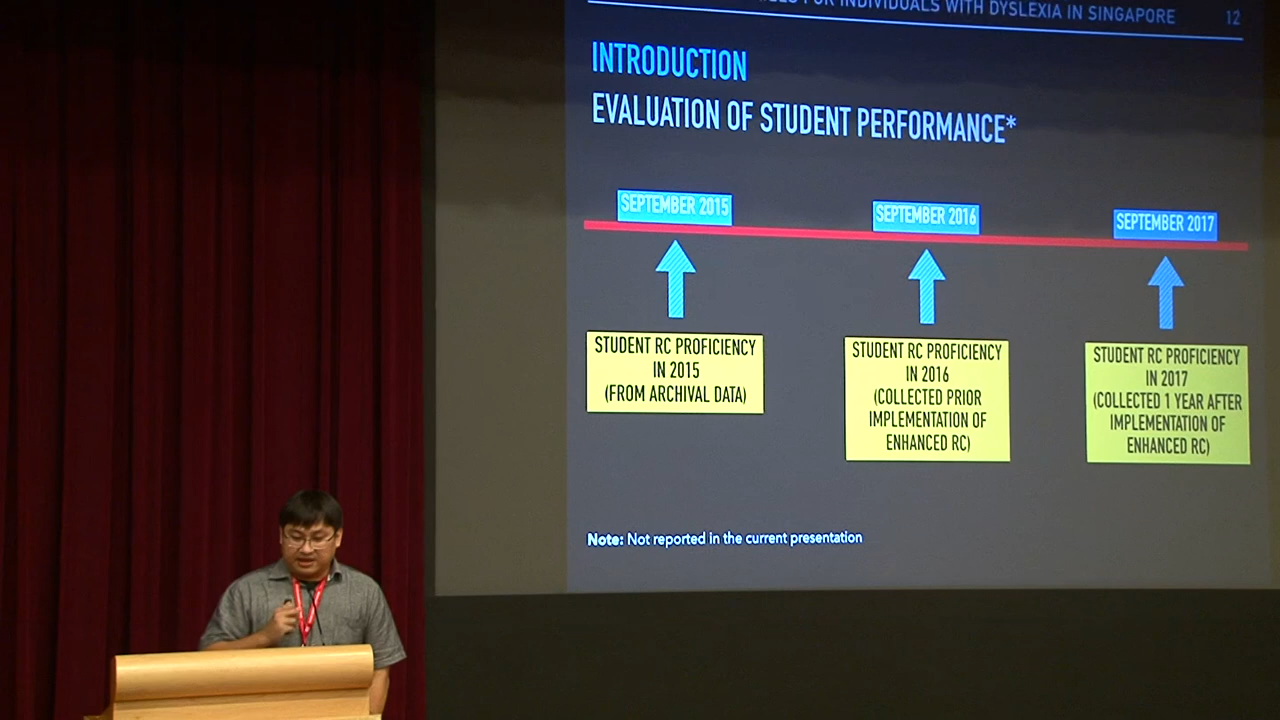 FOR INDIVIDUALS WITH DYSLEXIA IN SINGAPORE 12
INTRODUCTION
EVALUATION OF STUDENT PERFORMANCE*
SEPTEMBER 2015
SEPTEMBER 2016
SEPTEMBER 2017
STUDENT RC PROFICIENCY
IN 2015
(FROM ARCHIVAL DATA)
STUDENT RC PROFICIENCY
IN 2016
(COLLECTED PRIOR
IMPLEMENTATION OF
ENHANCED RC)
STUDENT RC PROFICIENCY
IN 2017
(COLLECTED 1 YEAR AFTER
IMPLEMENTATION OF
ENHANCED RC)
Note: Not reported in the current presentation